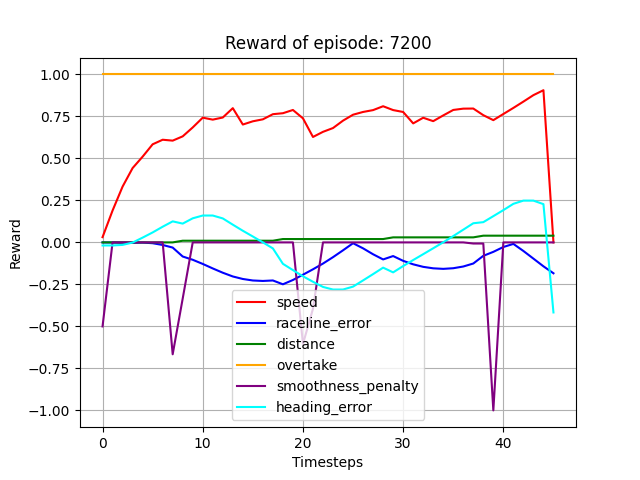 Reward of episode: 7200
1.00
0.75
0.50
0.25
0.00
−0.25
−0.50
−0.75
−1.00
Reward
speed
raceline_error
distance
overtake
smoothness_penalty
heading_error
0 10 20 30 40
Timesteps